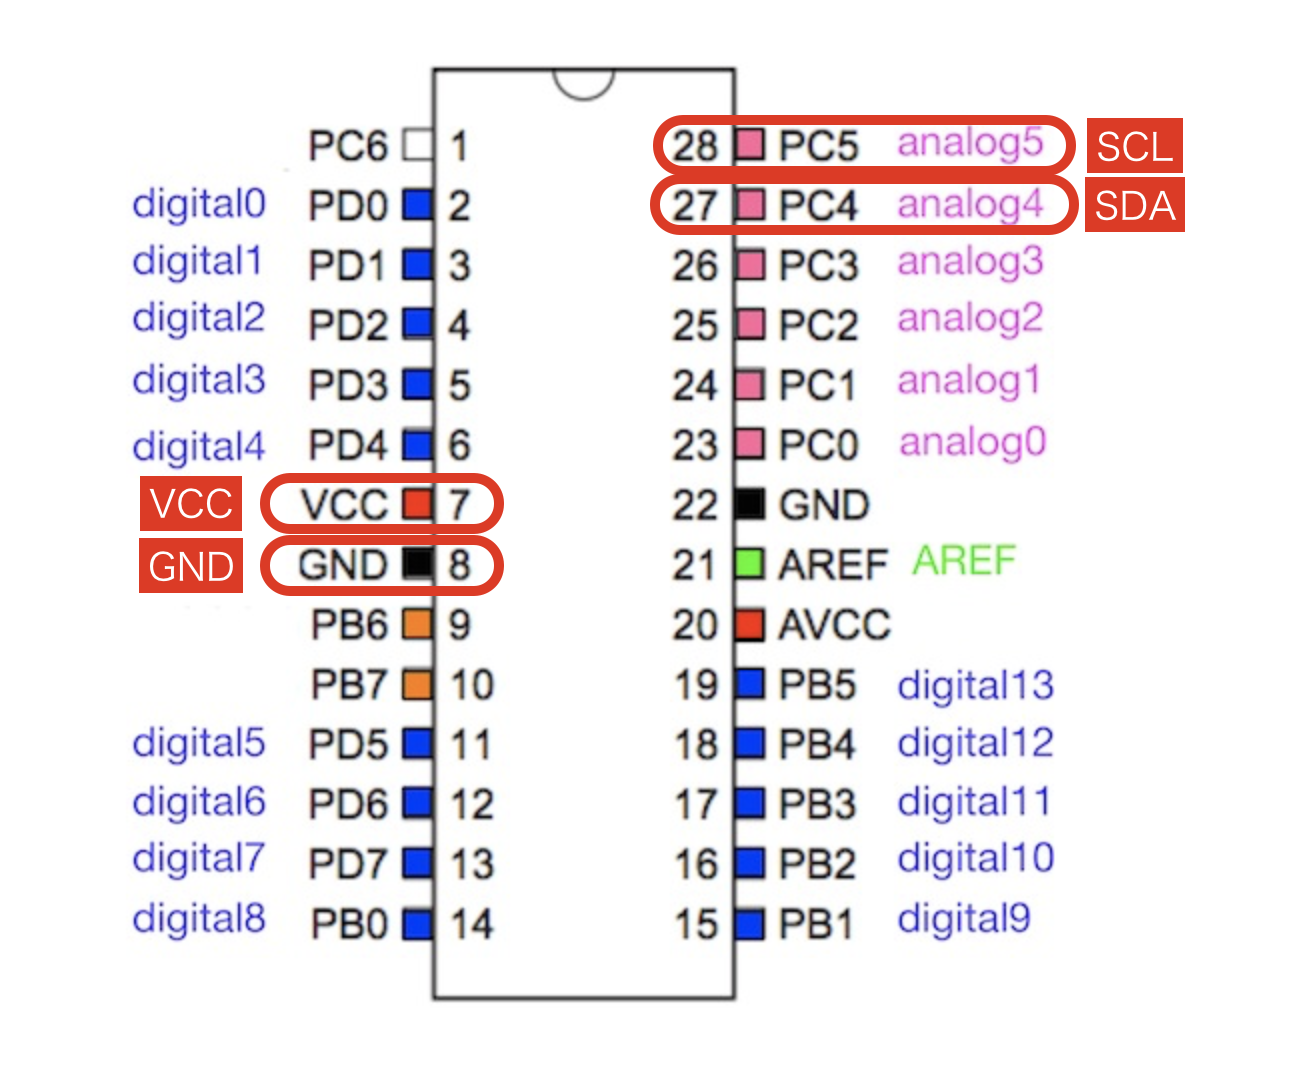 PC6 1 28 PC5 analog5 SCL
digital0 PD0 2 27 PC4 analog4 SDA
digital1 PD1 3 26 PC3 analog3
digital2 PD2 4 25 PC2 analog2
digital3 PD3 5 24 PC1 analog1
digital4 PD4 6 23 PC0 analog0
VCC VCC 7 22 GND
GND GND 8 21 AREF AREF
PB6 9 20 AVCC
PB7 10 19 PB5 digital13
digital5 PD5 11 18 PB4 digital12
digital6 PD6 12 17 PB3 digital11
digital7 PD7 13 16 PB2 digital10
digital8 PB0 14 15 PB1 digital9